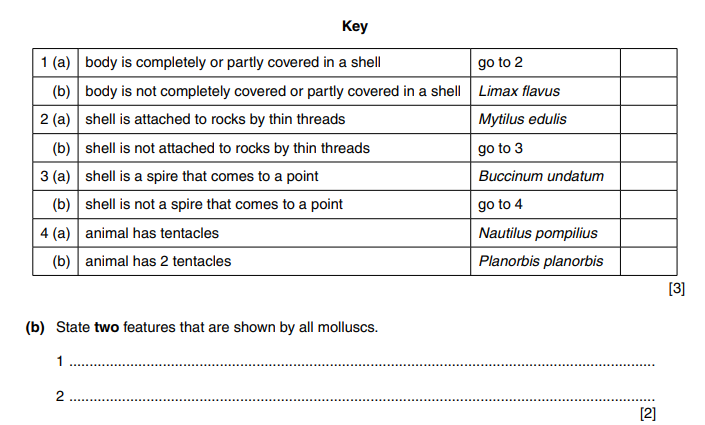 Key
1 (a) body is completely or partly covered in a shell go to 2
(b) body is not completely covered or partly covered in a shell Limax flavus
2 (a) shell is attached to rocks by thin threads Mytilus edulis
(b) shell is not attached to rocks by thin threads go to 3
3 (a) shell is a spire that comes to a point Buccinum undatum
(b) shell is not a spire that comes to a point go to 4
4 (a) animal has tentacles Nautilus pompilius
(b) animal has 2 tentacles Planorbis planorbis
[3]
(b) State two features that are shown by all molluscs.
1 ....................................................................................................
2 ....................................................................................................
[2]